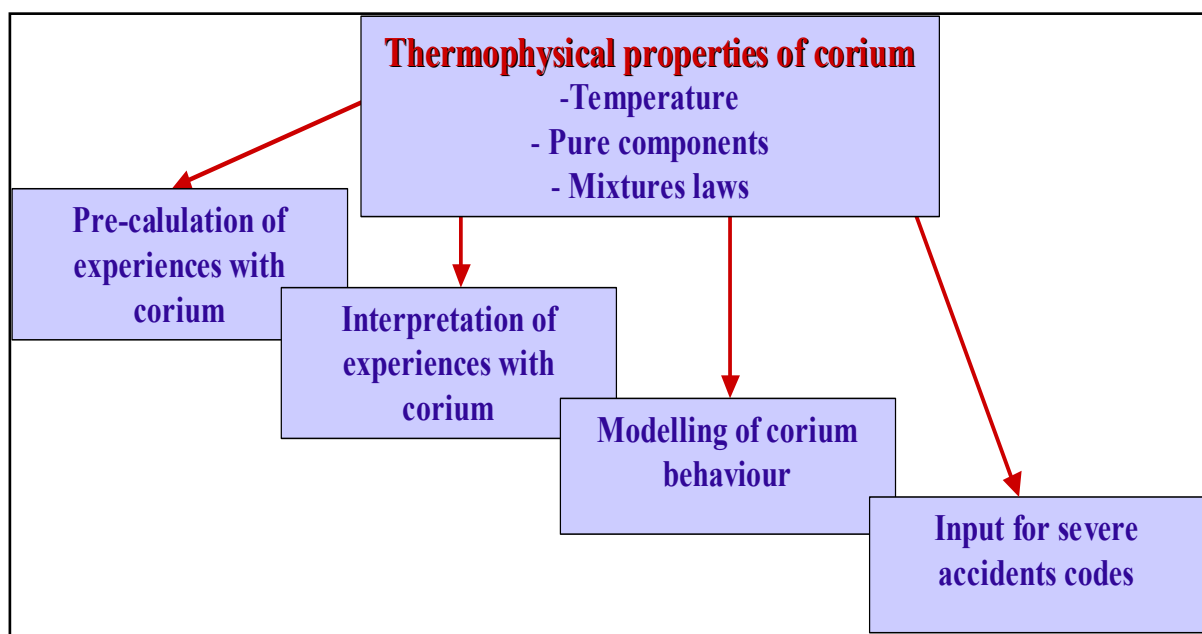 Thermophysical properties of corium
-Temperature
- Pure components
- Mixtures laws
Pre-calulation of
experiences with
corium
Interpretation of
experiences with
corium
Modelling of corium
behaviour
Input for severe
accidents codes